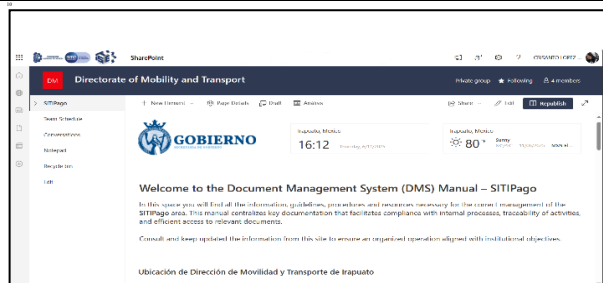 SharePoint
CRISANTO LOPEZ
DM
Directorate of Mobility and Transport
Private group
Following
4 members
SITIPago
Team Schedule
Conversations
Notepad
Recycle bin
Edit
+ New Element
Page Details
Draft
Analysis
Share
Edit
Republish
GOBIERNO
Irapuato, Mexico
16:12
Irapuato, Mexico
80°
Sunny
Welcome to the Document Management System (DMS) Manual – SITIPago
In this space you will find all the information, guidelines, procedures and resources necessary for the correct management of the
SITIPago area. This manual centralizes key documentation that facilitates compliance with internal processes, traceability of activities,
and efficient access to relevant documents.
Consult and keep updated the information from this site to ensure an organized operation aligned with institutional objectives.
Ubicación de Dirección de Movilidad y Transporte de Irapuato